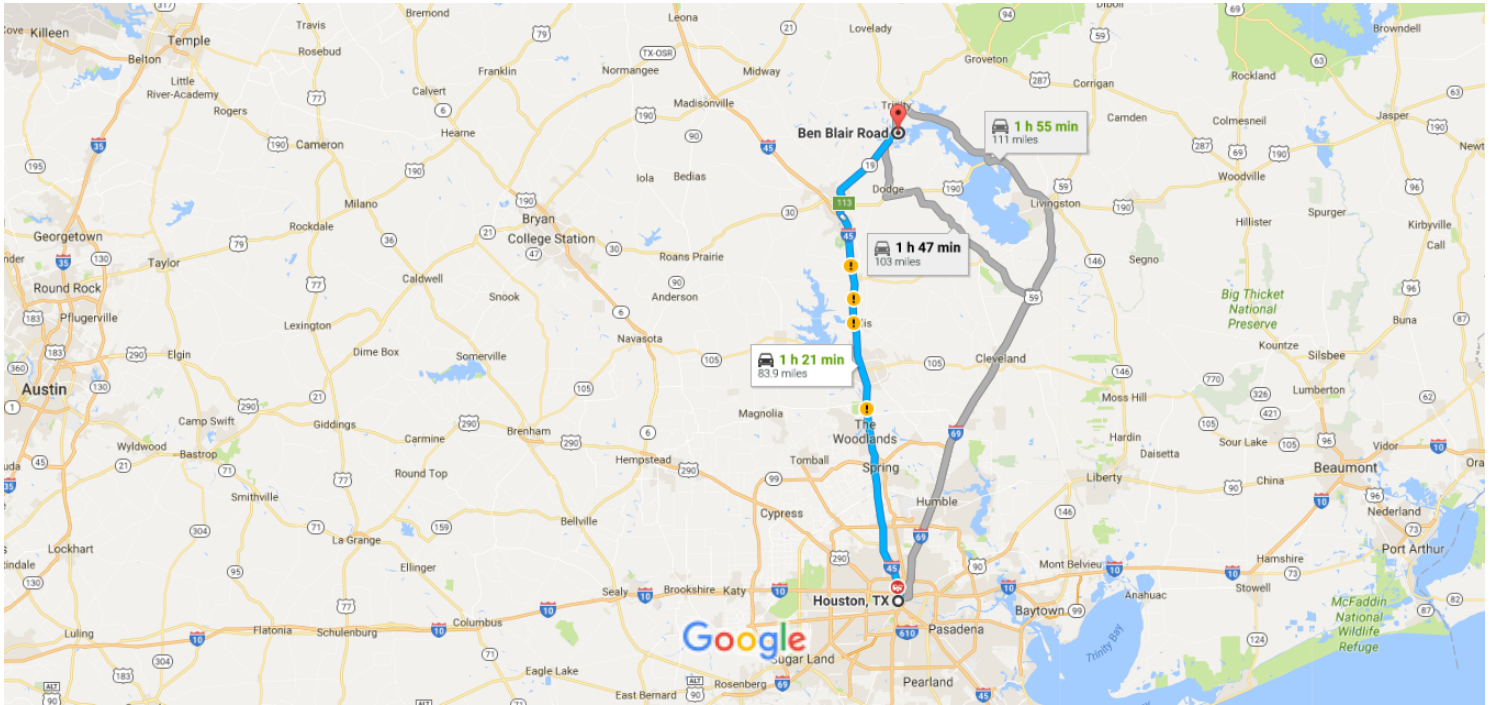 Killeen
Temple
Belton
Little
River-Academy
Travis
Rosebud
Rogers
Bremond
Calvert
Franklin
Hearne
Cameron
Leona
TX-OSR
Normangee
Midway
Madisonville
Lovelady
Trinity
Groveton
Corrigan
Camden
Colmesneil
Rockland
Browndell
Jasper
Ben Blair Road
1 h 55 min
111 miles
Woodville
Hillister
Spurger
Kirbyville
Call
Iola
Bedias
Dodge
Livingston
113
Georgetown
Rockdale
Milano
Bryan
College Station
Taylor
Round Rock
Pflugerville
Caldwell
Roans Prairie
Anderson
Snook
1 h 47 min
103 miles
Segno
Big Thicket
National
Preserve
Buna
Lexington
Navasota
Kountze
Silsbee
Elgin
Dime Box
Somerville
1 h 21 min
83.9 miles
Cleveland
Austin
Moss Hill
Lumberton
Magnolia
The
Woodlands
Camp Swift
Giddings
Carmine
Brenham
Wyldwood
Bastrop
Round Top
Hempstead
Tomball
Spring
Hardin
Daisetta
Sour Lake
Vidor
Beaumont
China
Liberty
Smithville
Humble
Cypress
Nederland
Port Arthur
Bellville
La Grange
Lockhart
Ellinger
Mont Belvieu
Hamshire
Stowell
Anahuac
Sealy
Brookshire
Katy
Houston, TX
Baytown
Pasadena
McFaddin
National
Wildlife
Refuge
Trinity Bay
Luling
Flatonia
Schulenburg
Columbus
Google
Sugar Land
Eagle Lake
East Bernard
Rosenberg
Pearland